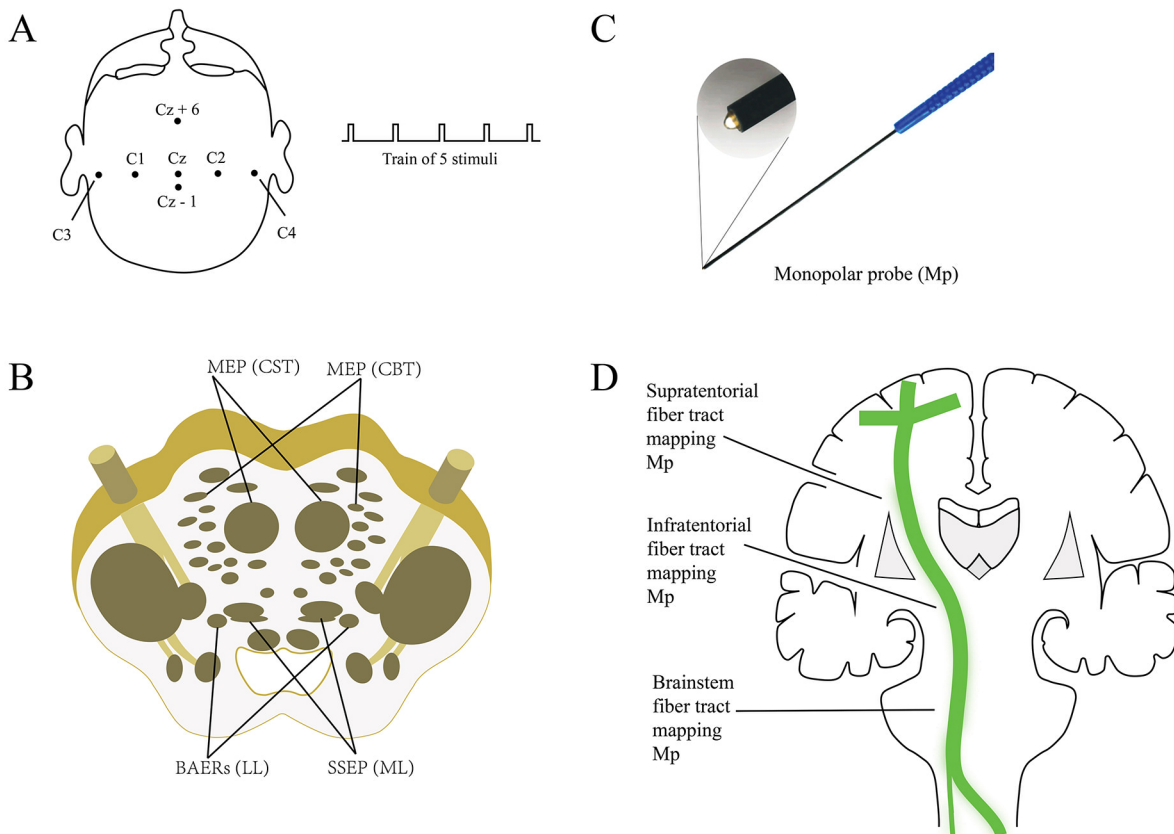 A
Cz + 6
C1
Cz
C2
Cz - 1
C3
C4
Train of 5 stimuli
C
Monopolar probe (Mp)
B
MEP (CST)
MEP (CBT)
BAERs (LL)
SSEP (ML)
D
Supratentorial
fiber tract
mapping
Mp
Infratentorial
fiber tract
mapping
Mp
Brainstem
fiber tract
mapping
Mp